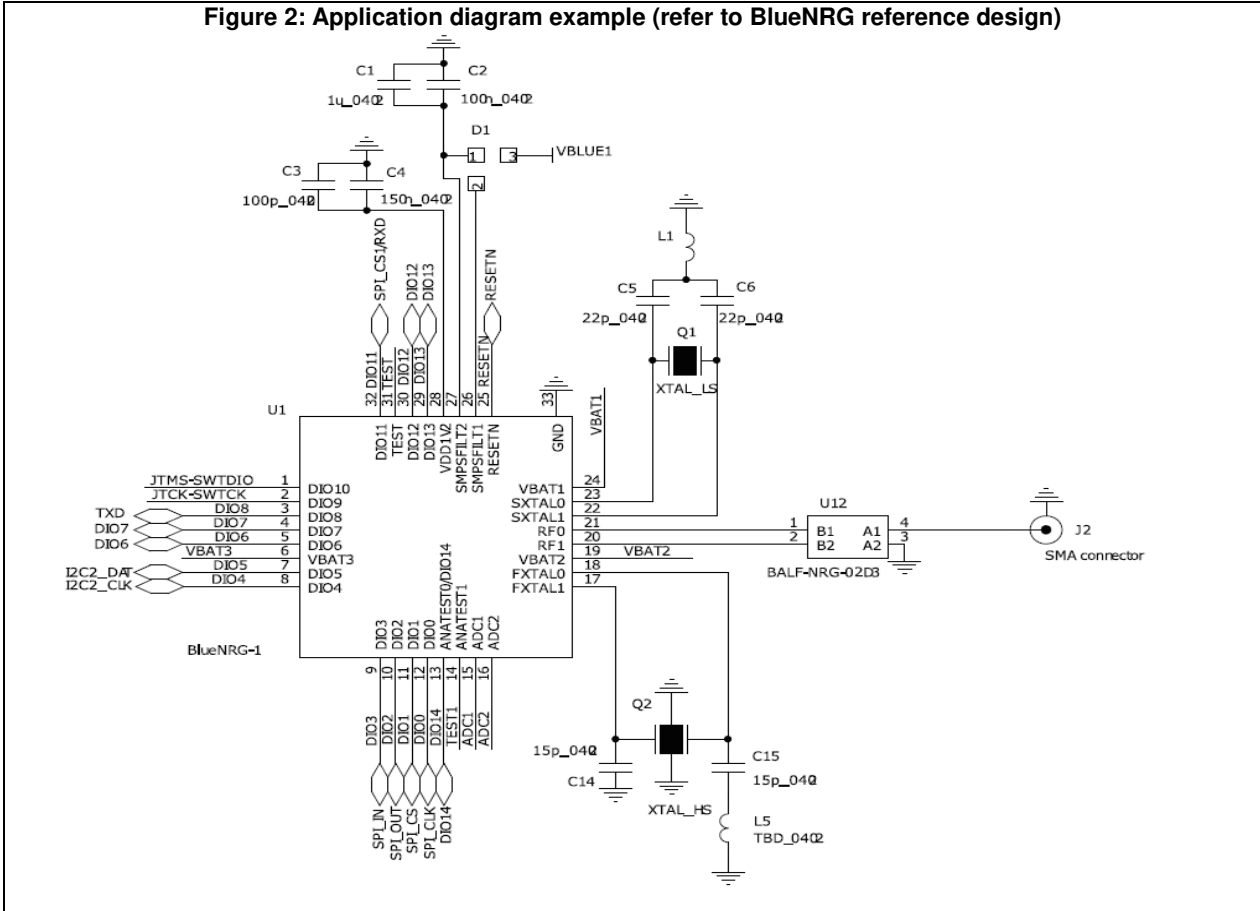 Figure 2: Application diagram example (refer to BlueNRG reference design)
C1
C2
1u_0402
100n_0402
D1
1
3
VBLUE1
2
C3
C4
100p_0402
150n_0402
L1
C5
C6
22p_0402
22p_0402
Q1
XTAL_LS
SPI_CS1/RXD
DIO12
DIO13
RESETN
32 DIO11
31 TEST
30 DIO12
29 DIO13
28
27
26
25 RESETN
33
U1
DIO11
TEST
DIO12
DIO13
VDD1V2
SMPSFILT2
SMPSFILT1
RESETN
GND
VBAT1
JTMS-SWTDIO 1 DIO10
JTCK-SWTCK 2 DIO9
TXD DIO8 3 DIO8
DIO7 DIO7 4 DIO7
DIO6 DIO6 5 DIO6
VBAT3 6 VBAT3
I2C2_DAT DIO5 7 DIO5
I2C2_CLK DIO4 8 DIO4
VBAT1 24
SXTAL0 23
SXTAL1 22
RF0 21
RF1 20
VBAT2 19 VBAT2
FXTAL0 18
FXTAL1 17
U12
1 B1 A1 4
2 B2 A2 3
BALF-NRG-02D3
J2
SMA connector
DIO3
DIO2
DIO1
DIO0
ANATEST0/DIO14
ANATEST1
ADC1
ADC2
BlueNRG-1
9
10
11
12
13
14
15
16
DIO3
DIO2
DIO1
DIO0
DIO14
TEST1
ADC1
ADC2
SPI_IN
SPI_OUT
SPI_CS
SPI_CLK
DIO14
Q2
15p_0402
C14
XTAL_HS
C15
15p_0402
L5
TBD_0402